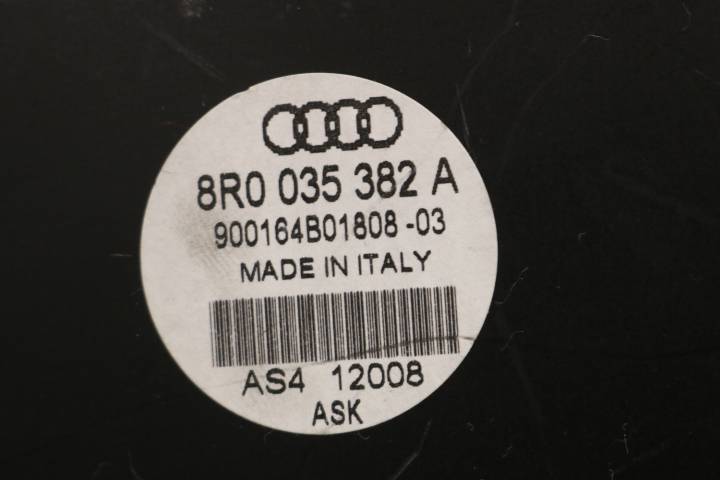 8R0 035 382 A
900164B01808 -03
MADE IN ITALY
AS4 12008
ASK